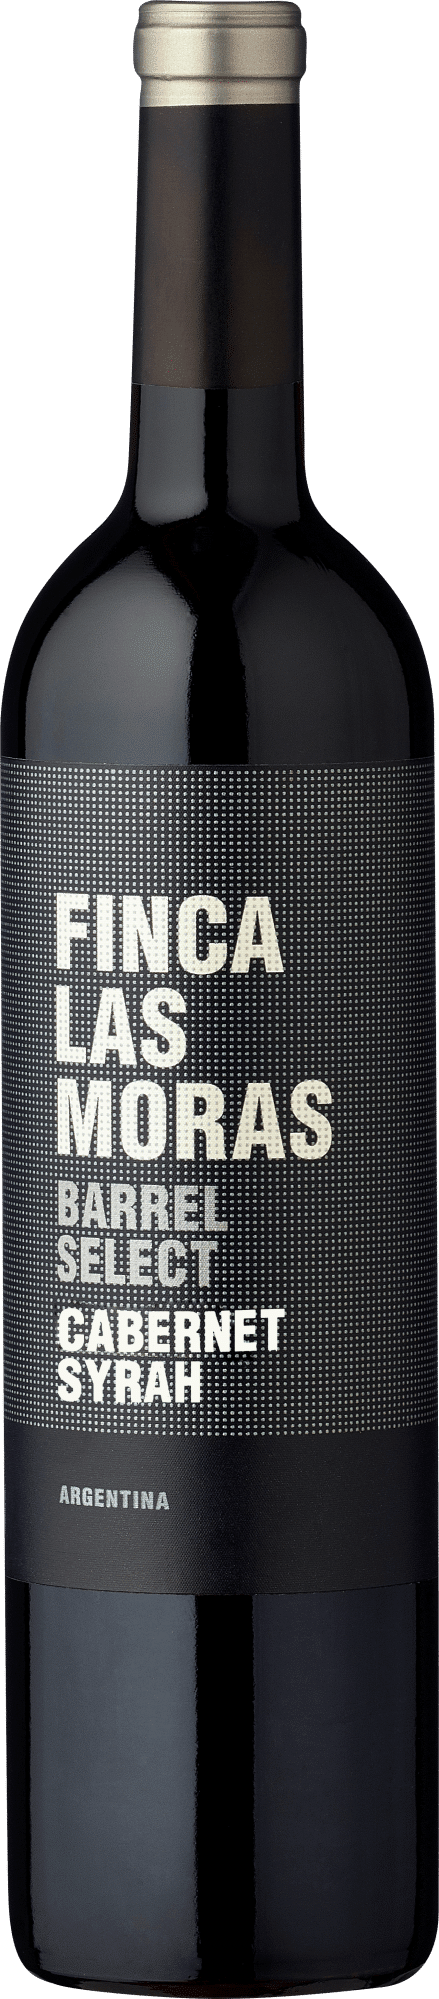 FINCA
LAS
MORAS
BARREL
SELECT
CABERNET
SYRAH
ARGENTINA